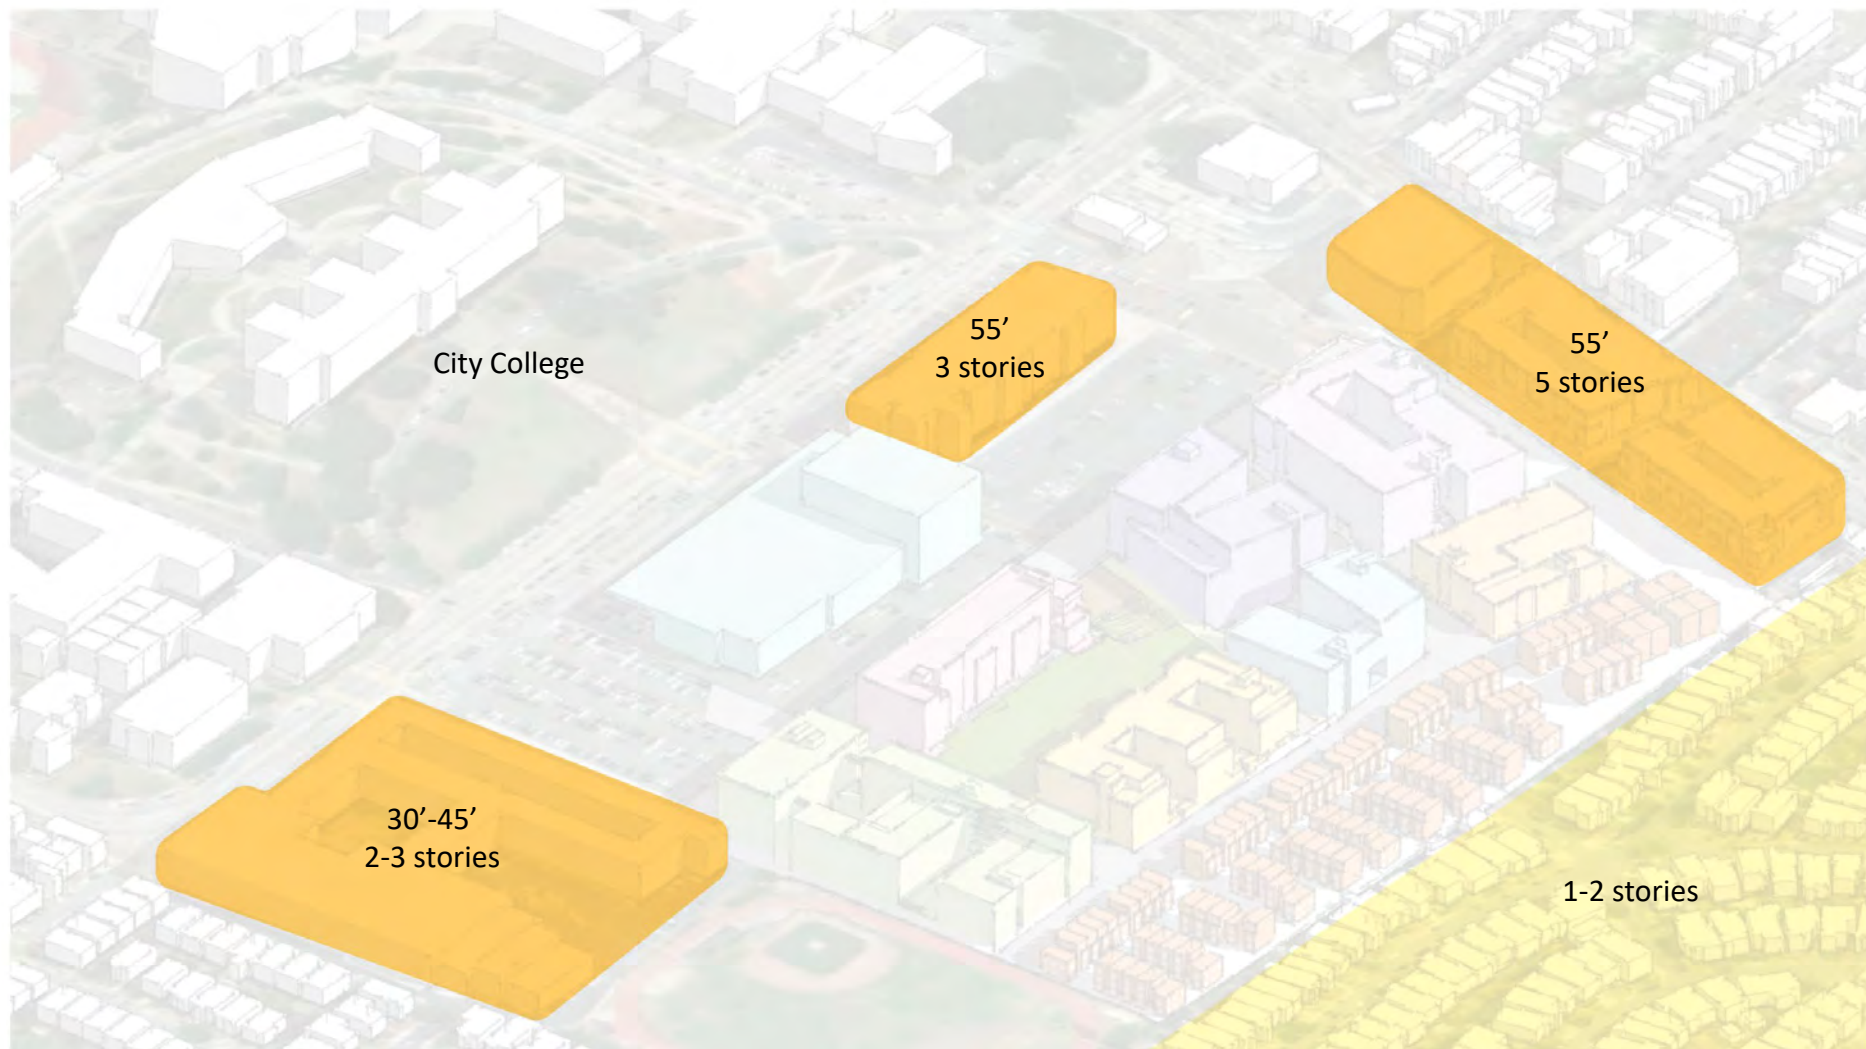 55’
3 stories
55’
5 stories
City College
30’-45’
2-3 stories
1-2 stories